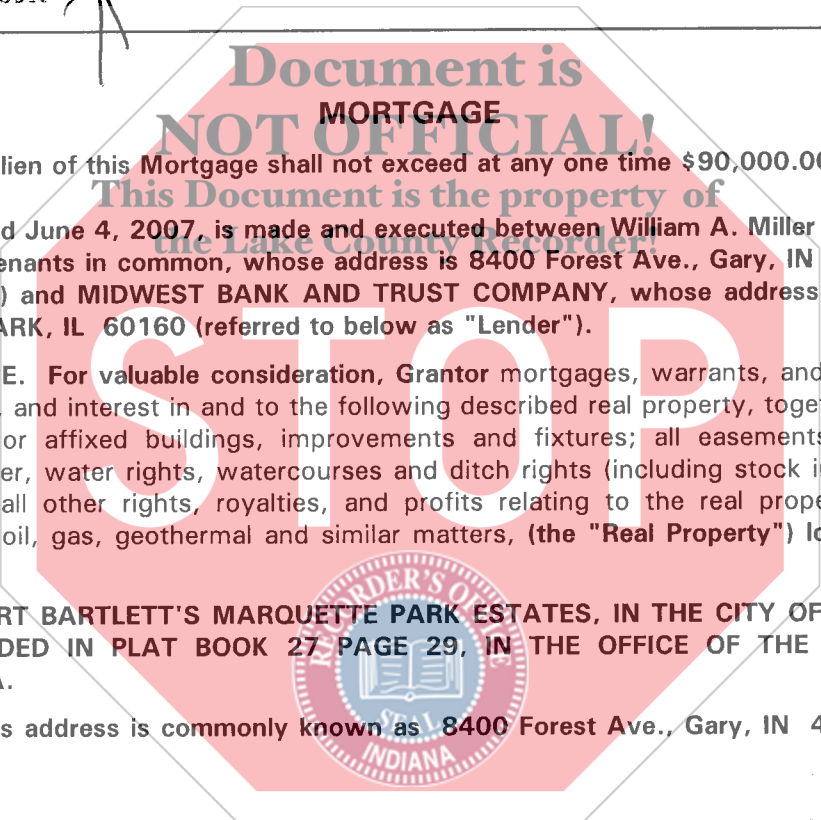 Document is
MORTGAGE
NOT OFFICIAL!
lien of this Mortgage shall not exceed at any one time $90,000.00
This Document is the property of
d June 4, 2007, is made and executed between William A. Miller
the Lake County Recorder!
enants in common, whose address is 8400 Forest Ave., Gary, IN
) and MIDWEST BANK AND TRUST COMPANY, whose address
ARK, IL 60160 (referred to below as "Lender").
STOP
E. For valuable consideration, Grantor mortgages, warrants, and
, and interest in and to the following described real property, toget
or affixed buildings, improvements and fixtures; all easements
er, water rights, watercourses and ditch rights (including stock i
all other rights, royalties, and profits relating to the real prope
oil, gas, geothermal and similar matters, (the "Real Property") lo
RECORDER'S OFFICE
RT BARTLETT'S MARQUETTE PARK ESTATES, IN THE CITY OF
DED IN PLAT BOOK 27 PAGE 29, IN THE OFFICE OF THE
A.
SEAL
s address is commonly known as 8400 Forest Ave., Gary, IN 4
INDIANA